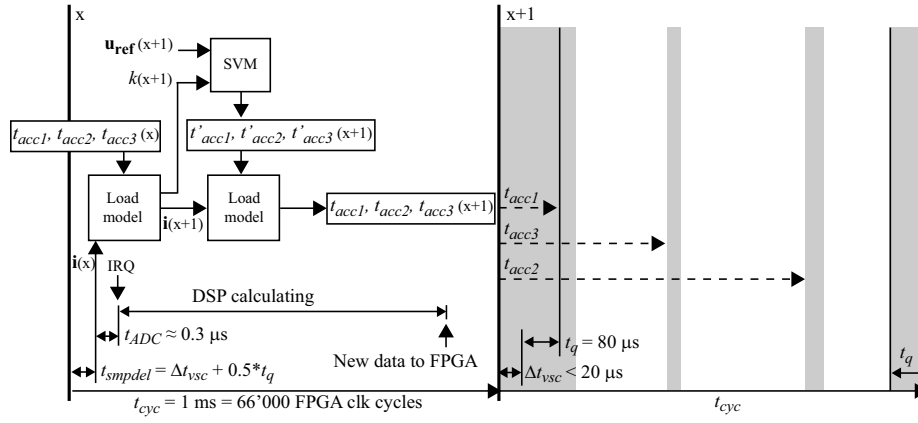 x
x+1
u_ref(x+1)
k(x+1)
SVM
t_acc1, t_acc2, t_acc3(x)
t'_acc1, t'_acc2, t'_acc3(x+1)
Load
model
Load
model
i(x+1)
t_acc1, t_acc2, t_acc3(x+1)
t_acc1
t_acc3
t_acc2
i(x)
IRQ
DSP calculating
t_ADC ≈ 0.3 µs
New data to FPGA
t_q = 80 µs
t_smpdel = Δt_vsc + 0.5*t_q
Δt_vsc < 20 µs
t_q
t_cyc = 1 ms = 66'000 FPGA clk cycles
t_cyc